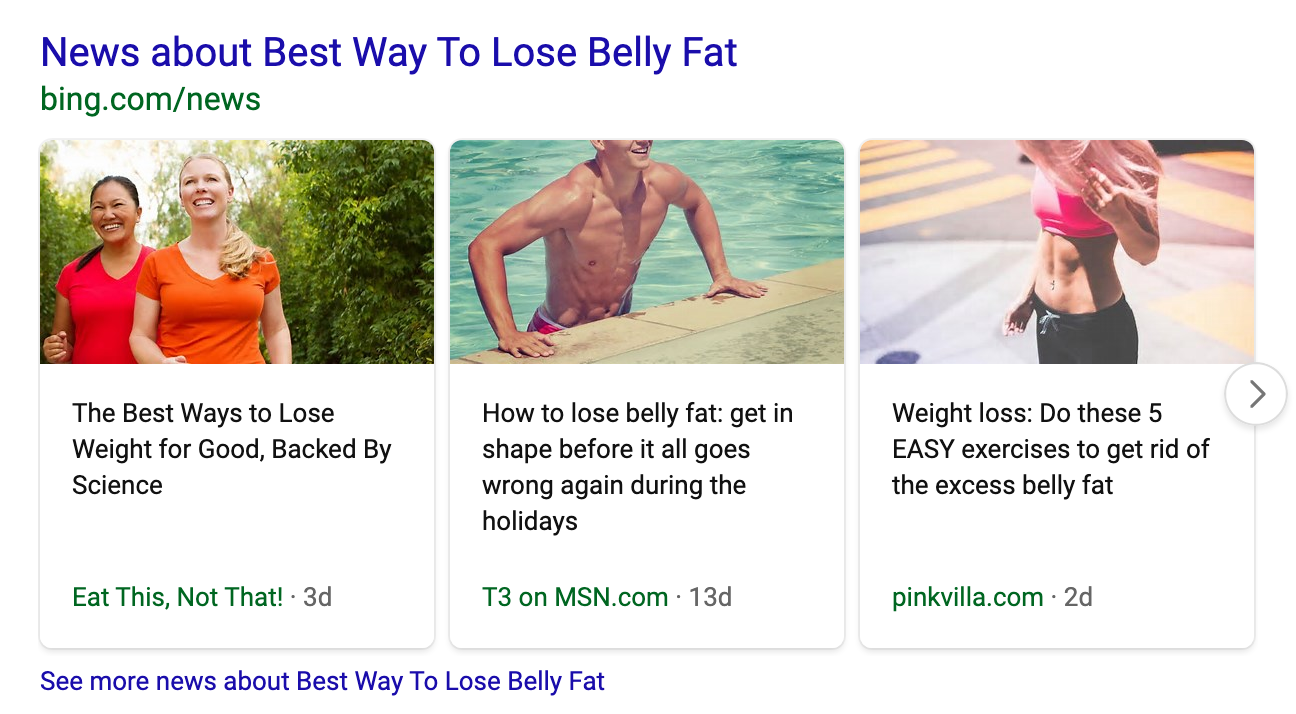 News about Best Way To Lose Belly Fat
bing.com/news
The Best Ways to Lose
Weight for Good, Backed By
Science
Eat This, Not That! · 3d
How to lose belly fat: get in
shape before it all goes
wrong again during the
holidays
T3 on MSN.com · 13d
Weight loss: Do these 5
EASY exercises to get rid of
the excess belly fat
pinkvilla.com · 2d
See more news about Best Way To Lose Belly Fat